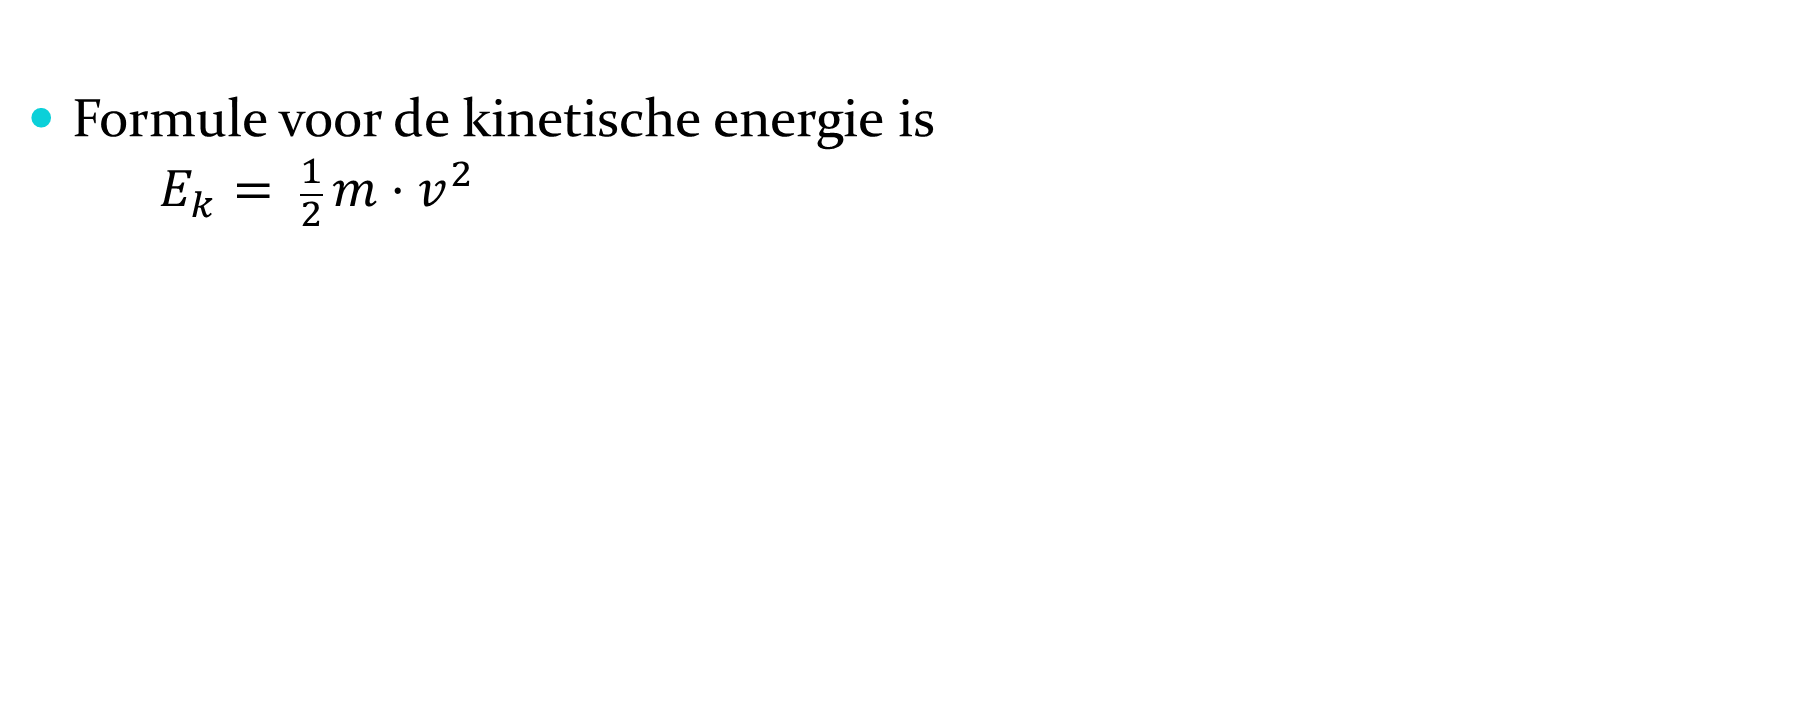 • Formule voor de kinetische energie is
E_k = ½ m · v²